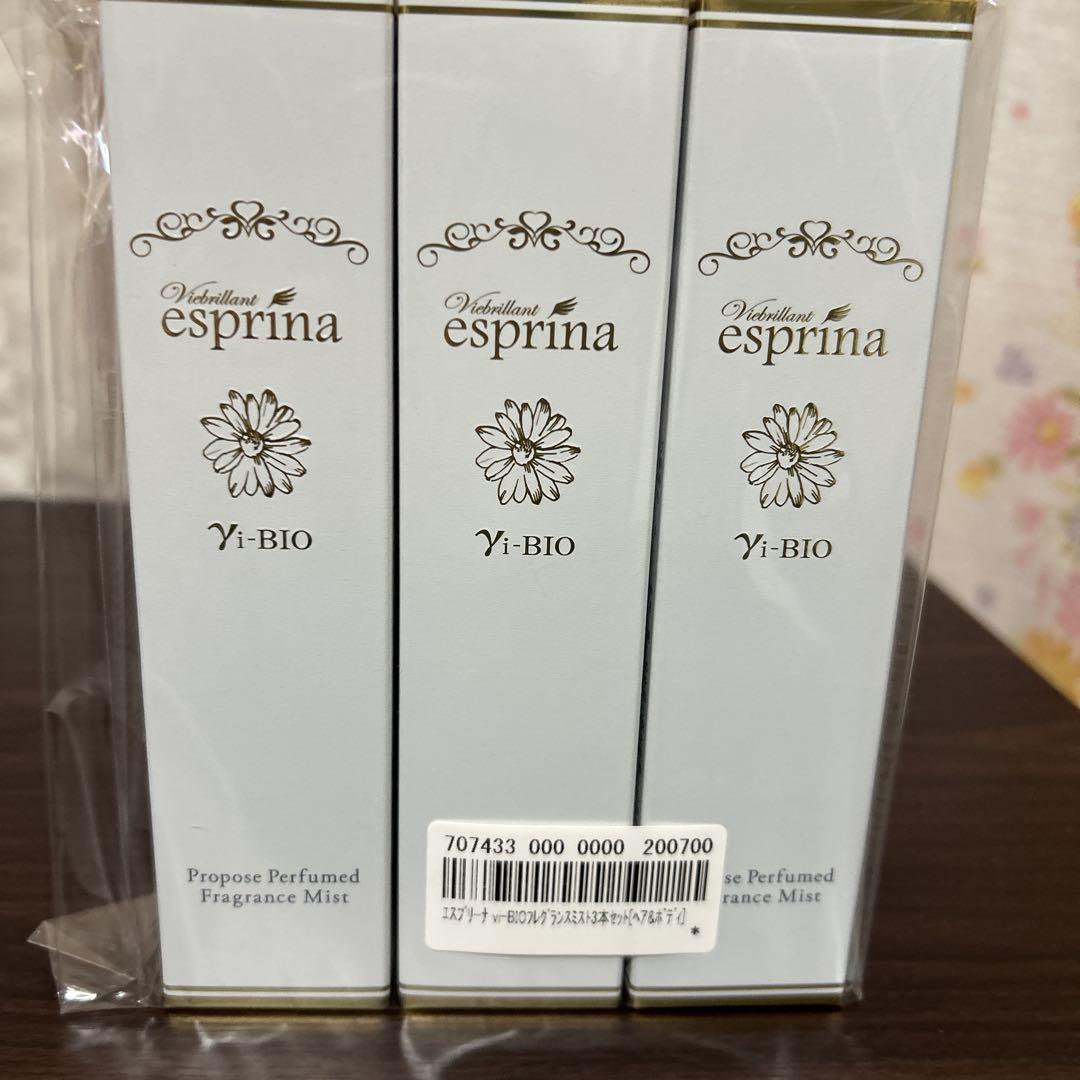 Viebrillant
esprina
γi-BIO
Propose Perfumed
Fragrance Mist
Viebrillant
esprina
γi-BIO
707433 000 0000 200700
ｴｽﾌﾟﾘｰﾅ vi-BIOﾌﾚｸﾞﾗﾝｽﾐｽﾄ3本ｾｯﾄ[ﾍｱ&ﾎﾞﾃﾞｨ]
*
Viebrillant
esprina
γi-BIO
se Perfumed
rance Mist